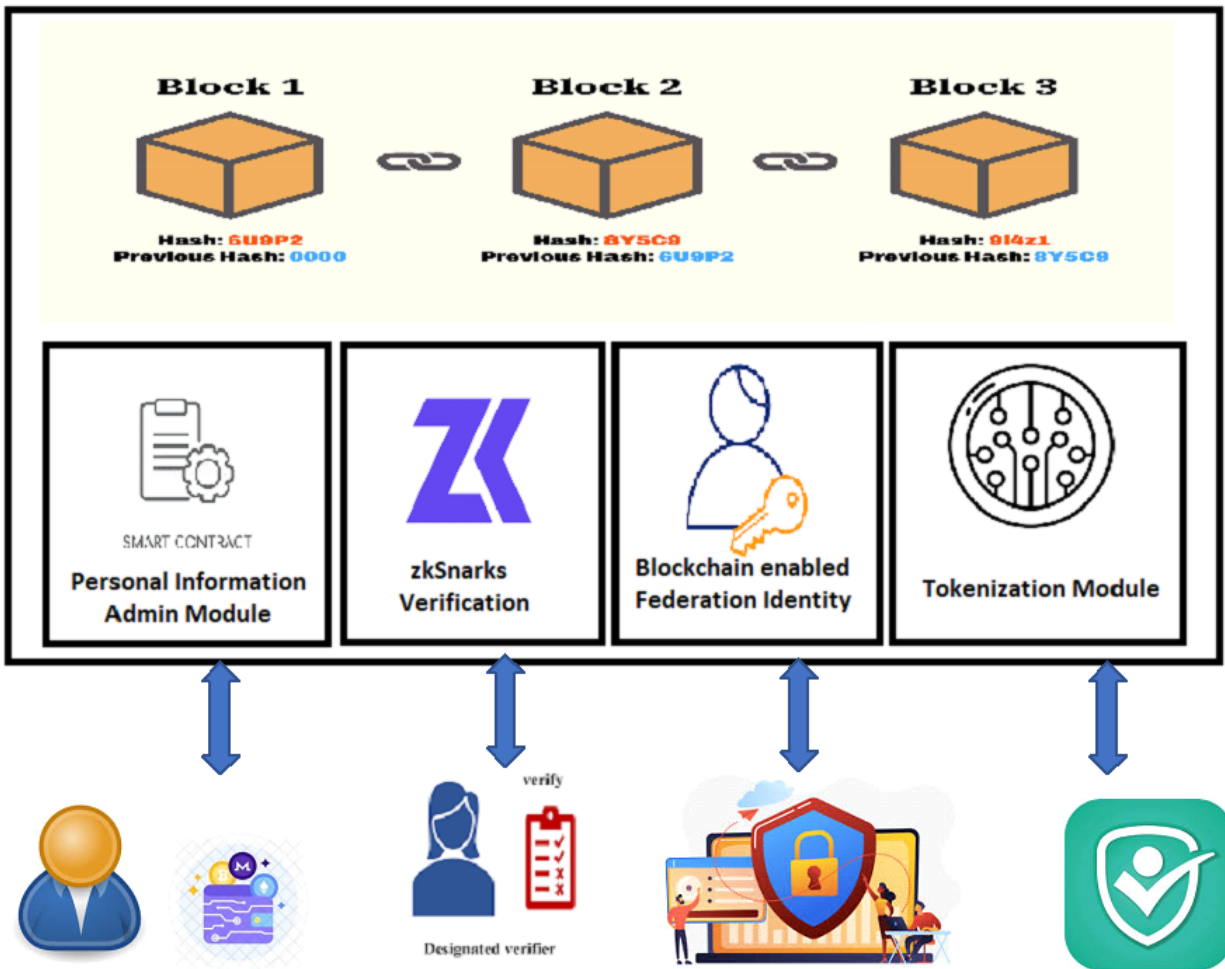 Block 1
Block 2
Block 3
Hash: 6U9P2
Previous Hash: 0000
Hash: 8Y5C9
Previous Hash: 6U9P2
Hash: 9I4z1
Previous Hash: 8Y5C9
SMART CONTRACT
Personal Information
Admin Module
ZK
zkSnarks
Verification
Blockchain enabled
Federation Identity
Tokenization Module
verify
Designated verifier